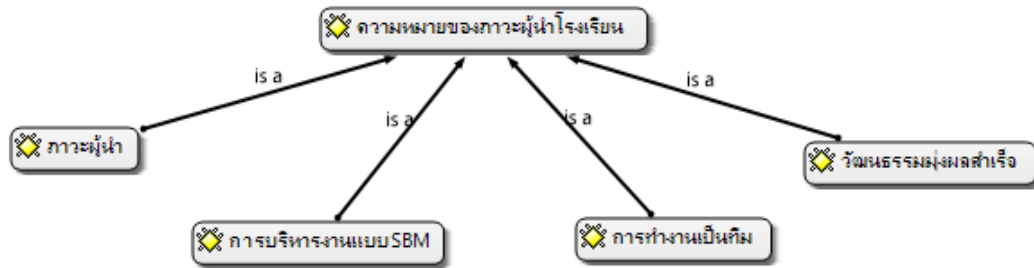 ความหมายของภาวะผู้นำโรงเรียน
is a
is a
is a
is a
ภาวะผู้นำ
วัฒนธรรมมุ่งผลสำเร็จ
การบริหารงานแบบSBM
การทำงานเป็นทีม